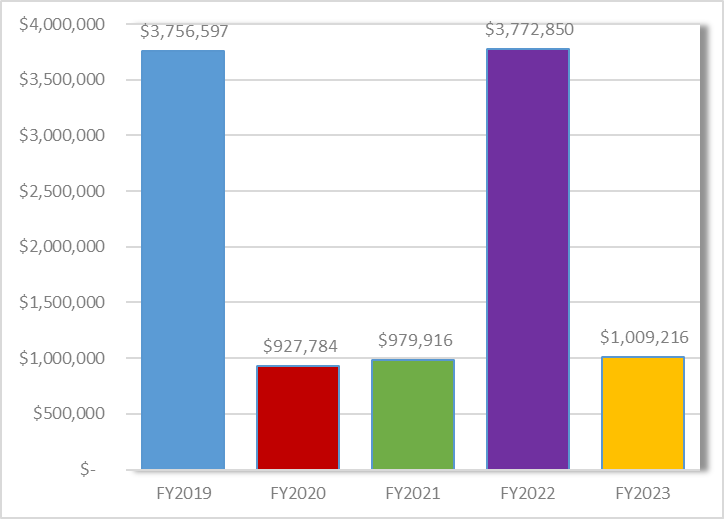 $4,000,000
$3,756,597
$3,772,850
$3,500,000
$3,000,000
$2,500,000
$2,000,000
$1,500,000
$1,000,000
$927,784
$979,916
$1,009,216
$500,000
$-
FY2019
FY2020
FY2021
FY2022
FY2023